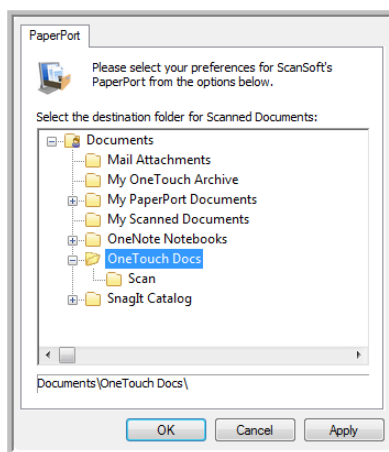 PaperPort
Please select your preferences for ScanSoft's
PaperPort from the options below.
Select the destination folder for Scanned Documents:
Documents
Mail Attachments
My OneTouch Archive
My PaperPort Documents
My Scanned Documents
OneNote Notebooks
OneTouch Docs
Scan
SnagIt Catalog
Documents\OneTouch Docs\
OK Cancel Apply